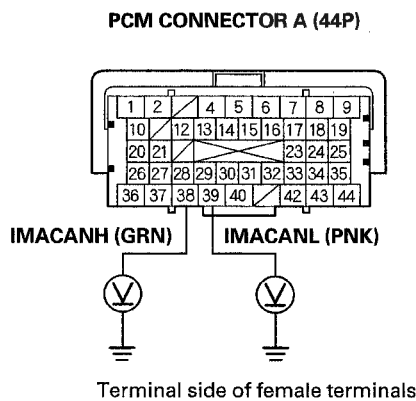 PCM CONNECTOR A (44P)
1 2 4 5 6 7 8 9
10 12 13 14 15 16 17 18 19
20 21 23 24 25
26 27 28 29 30 31 32 33 34 35
36 37 38 39 40 42 43 44
IMACANH (GRN) IMACANL (PNK)
V V
Terminal side of female terminals